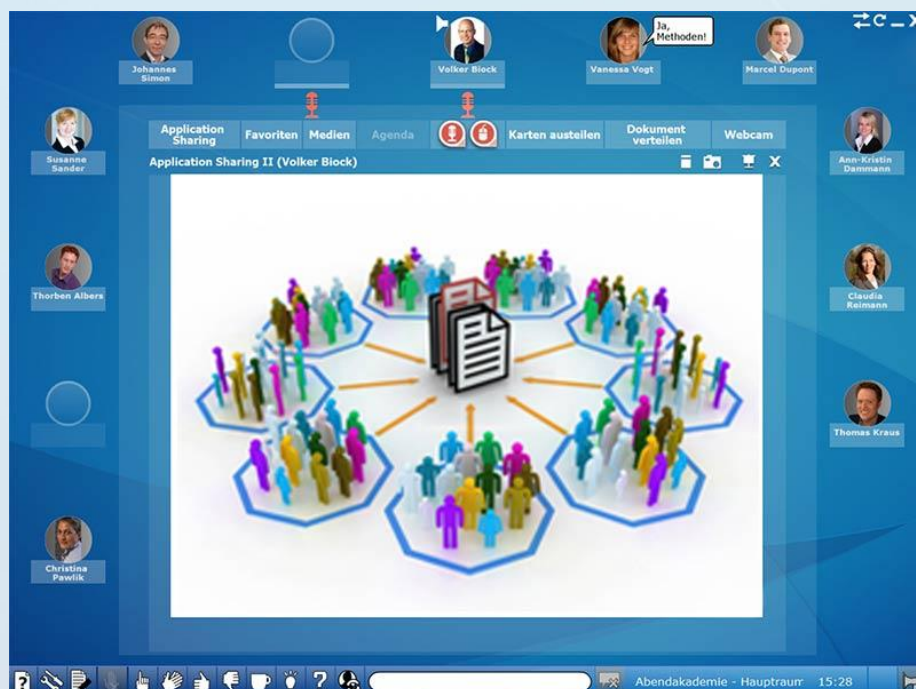 Ja,
Methoden!
Johannes
Simon
Volker Biock
Vanessa Vogt
Marcel Dupont
Susanne
Sander
Application
Sharing
Favoriten
Medien
Agenda
Karten austeilen
Dokument
verteilen
Webcam
Ann-Kristin
Dammann
Application Sharing II (Volker Biock)
Thorben Albers
Claudia
Reimann
Thomas Kraus
Christina
Pawlik
Abendakademie - Hauptraum 15:28